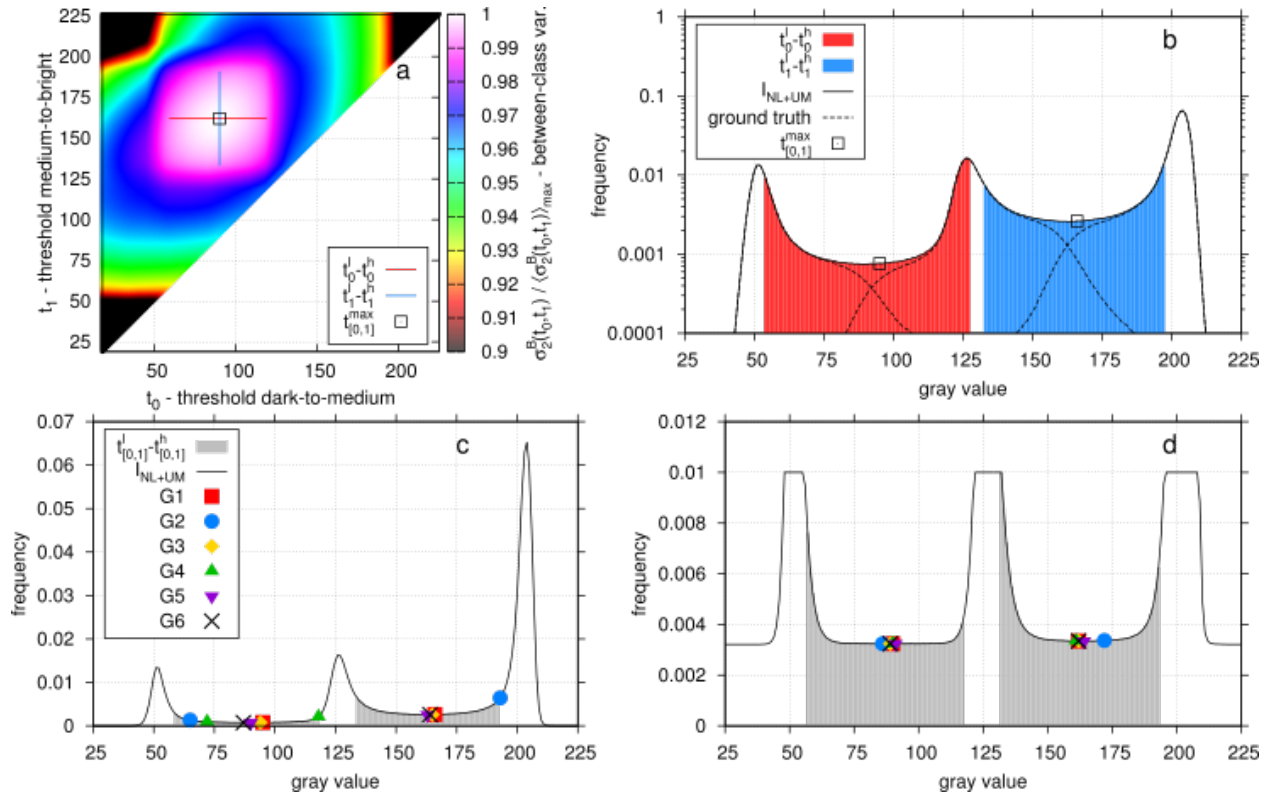 225
200
175
150
125
100
75
50
25
50 100 150 200
t₁ - threshold medium-to-bright
t₀ - threshold dark-to-medium
a
t₀ˡ-t₀ʰ
t₁ˡ-t₁ʰ
t[0,1]ᵐᵃˣ
1
0.99
0.98
0.97
0.96
0.95
0.94
0.93
0.92
0.91
0.9
σ₂ᴮ(t₀,t₁) / ⟨σ₂ᴮ(t₀,t₁)⟩max - between-class var.
1
0.1
0.01
0.001
0.0001
25 50 75 100 125 150 175 200 225
frequency
gray value
b
t₀ˡ-t₀ʰ
t₁ˡ-t₁ʰ
I_NL+UM
ground truth
t[0,1]ᵐᵃˣ
0.07
0.06
0.05
0.04
0.03
0.02
0.01
0
25 50 75 100 125 150 175 200 225
frequency
gray value
c
t[0,1]ˡ-t[0,1]ʰ
I_NL+UM
G1
G2
G3
G4
G5
G6
0.012
0.01
0.008
0.006
0.004
0.002
0
25 50 75 100 125 150 175 200 225
frequency
gray value
d